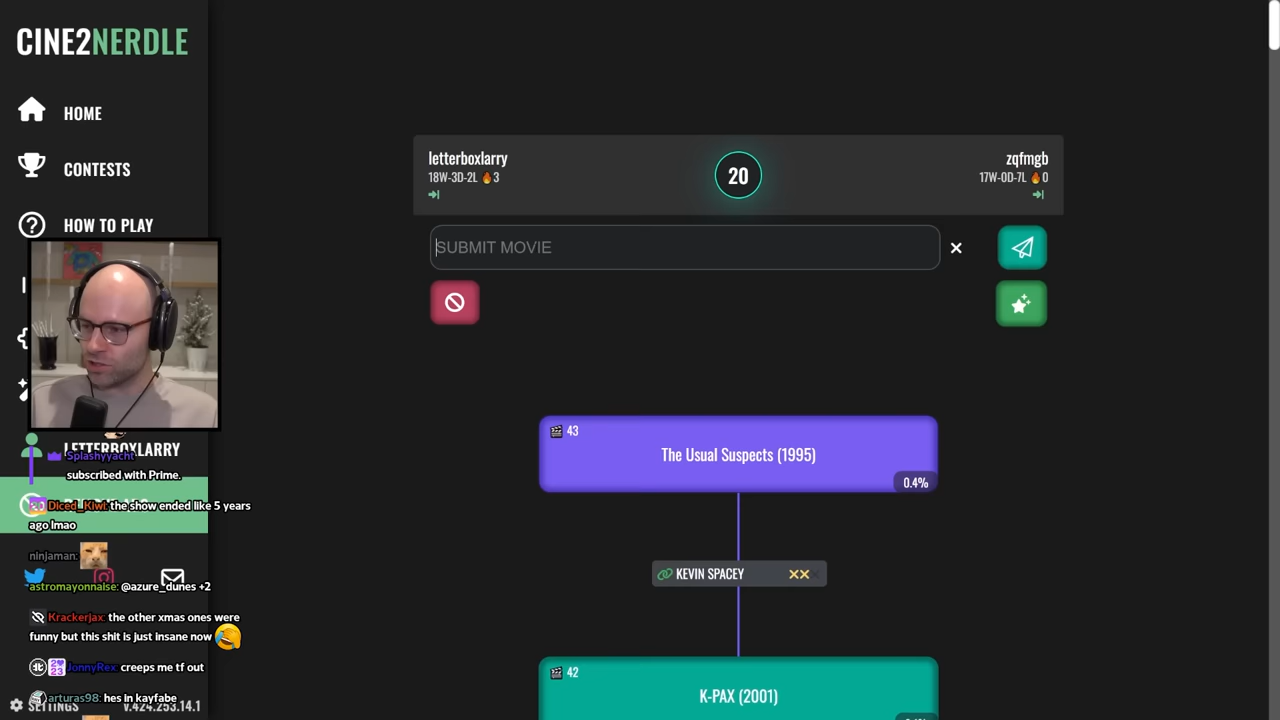 CINE2NERDLE
HOME
CONTESTS
HOW TO PLAY
LETTERBOXLARRY
SETTINGS
V.424.253.14.1
letterboxlarry
18W-3D-2L 🔥3
20
zqfmgb
17W-0D-7L 🔥0
SUBMIT MOVIE
43
The Usual Suspects (1995)
0.4%
KEVIN SPACEY
42
K-PAX (2001)
Splashyyacht
subscribed with Prime.
Diced_Kiwi: the show ended like 5 years
ago lmao
ninjaman:
astromayonnaise: @azure_dunes +2
Krackerjax: the other xmas ones were
funny but this shit is just insane now
JonnyRex: creeps me tf out
arturas98: hes in kayfabe